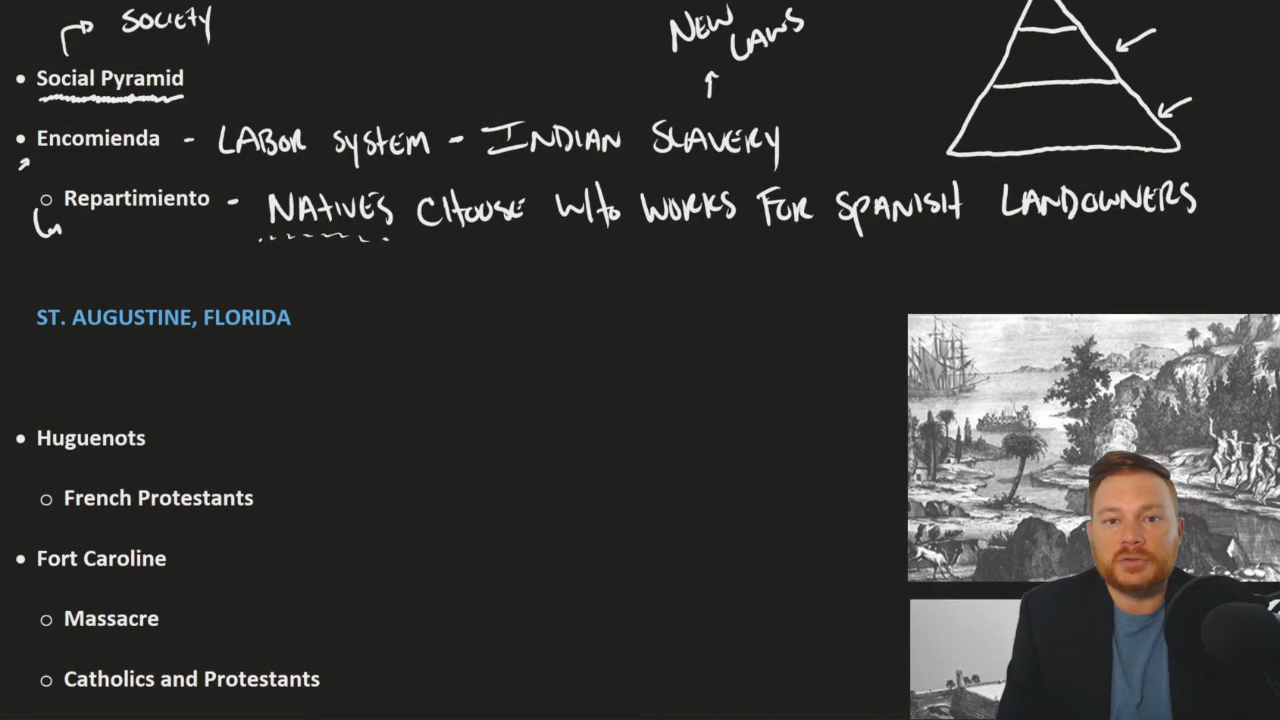 SOCIETY
NEW
LAWS
• Social Pyramid
• Encomienda - LABOR SYSTEM - INDIAN SLAVERY
○ Repartimiento - NATIVES CHOOSE W/to WORKS FOR SPANISH LANDOWNERS
ST. AUGUSTINE, FLORIDA
• Huguenots
○ French Protestants
• Fort Caroline
○ Massacre
○ Catholics and Protestants